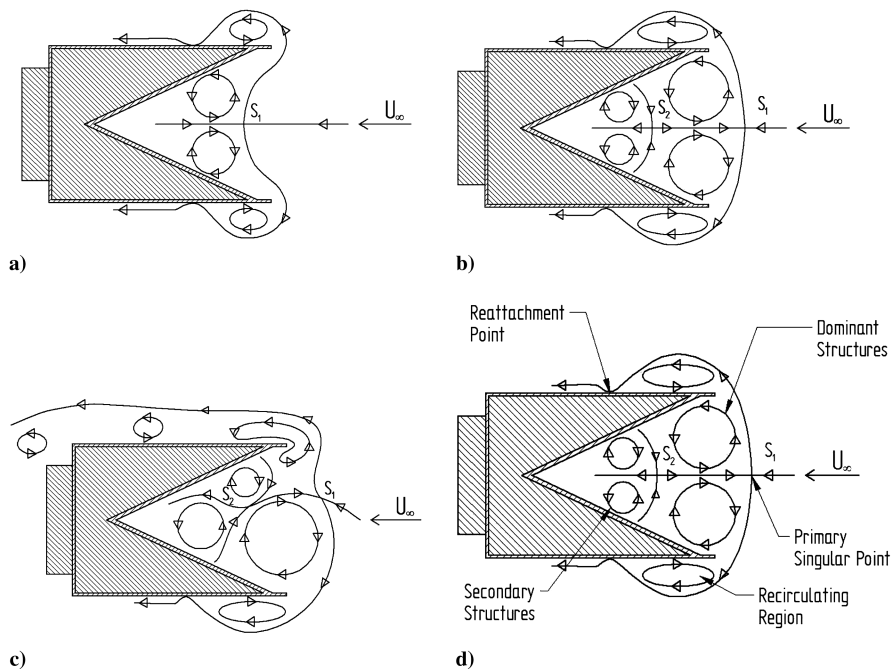 S₁
U∞
a)
S₂
S₁
U∞
b)
S₂
S₁
U∞
c)
Reattachment
Point
Dominant
Structures
S₂
S₁
U∞
Primary
Singular Point
Secondary
Structures
Recirculating
Region
d)